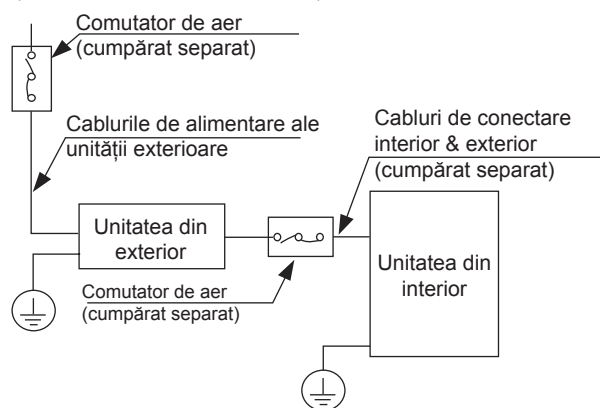 Comutator de aer
(cumpărat separat)
Cablurile de alimentare ale
unității exterioare
Cabluri de conectare
interior & exterior
(cumpărat separat)
Unitatea din
exterior
Comutator de aer
(cumpărat separat)
Unitatea din
interior